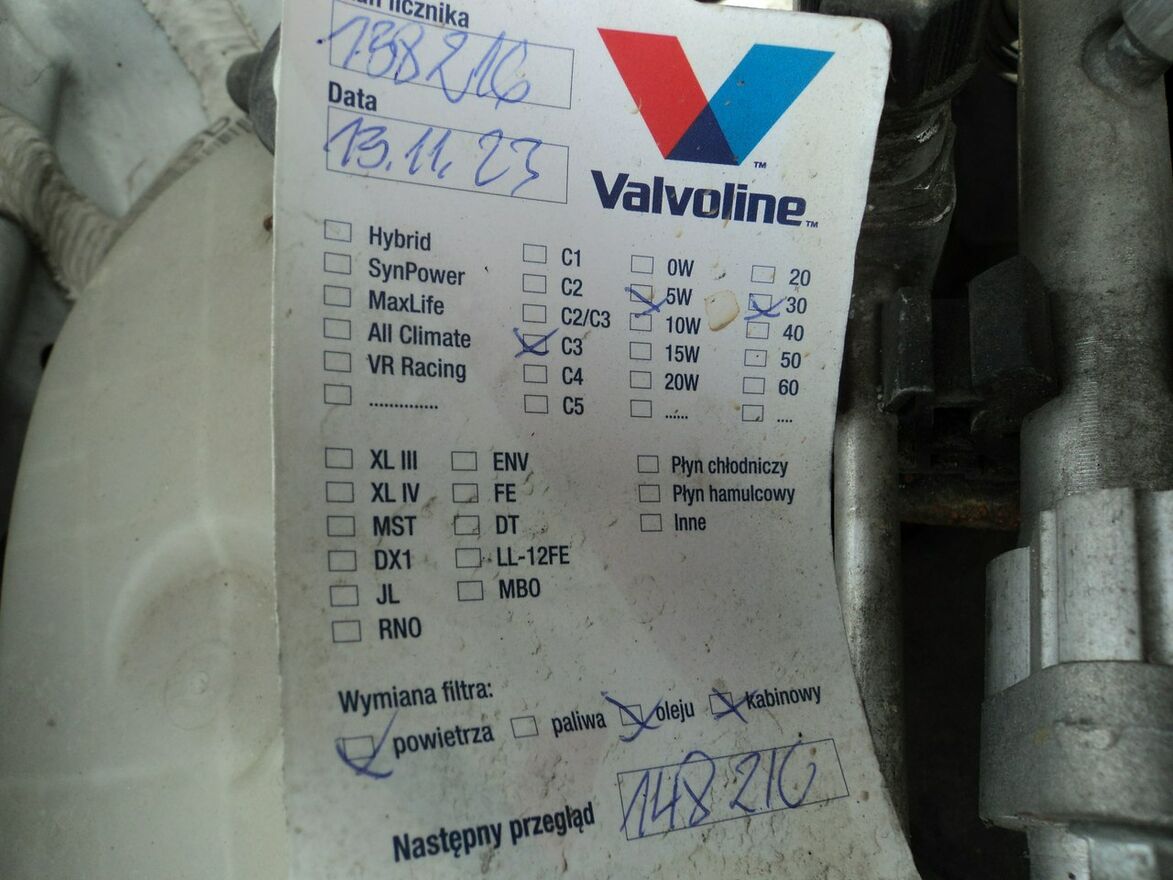 licznika
138216
Data
13.11.23
Valvoline™
Hybrid
SynPower
MaxLife
All Climate
VR Racing
..............
C1
C2
C2/C3
C3
C4
C5
0W
5W
10W
15W
20W
......
20
30
40
50
60
....
XL III
XL IV
MST
DX1
JL
RNO
ENV
FE
DT
LL-12FE
MBO
Płyn chłodniczy
Płyn hamulcowy
Inne
Wymiana filtra:
powietrza paliwa oleju kabinowy
Następny przegląd 148210